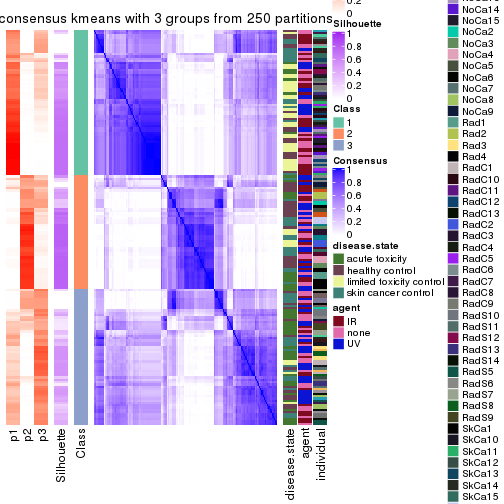 consensus kmeans with 3 groups from 250 partitions
0.2
0
Silhouette
1
0.8
0.6
0.4
0.2
0
Class
1
2
3
Consensus
1
0.8
0.6
0.4
0.2
0
disease.state
acute toxicity
healthy control
limited toxicity control
skin cancer control
agent
IR
none
UV
p1
p2
p3
Silhouette
Class
disease.state
agent
individual
NoCa14
NoCa15
NoCa2
NoCa3
NoCa4
NoCa5
NoCa6
NoCa7
NoCa8
NoCa9
Rad1
Rad2
Rad3
Rad4
RadC1
RadC10
RadC11
RadC12
RadC13
RadC2
RadC3
RadC4
RadC5
RadC6
RadC7
RadC8
RadC9
RadS10
RadS11
RadS12
RadS13
RadS14
RadS5
RadS6
RadS7
RadS8
RadS9
SkCa1
SkCa10
SkCa11
SkCa12
SkCa13
SkCa14
SkCa15